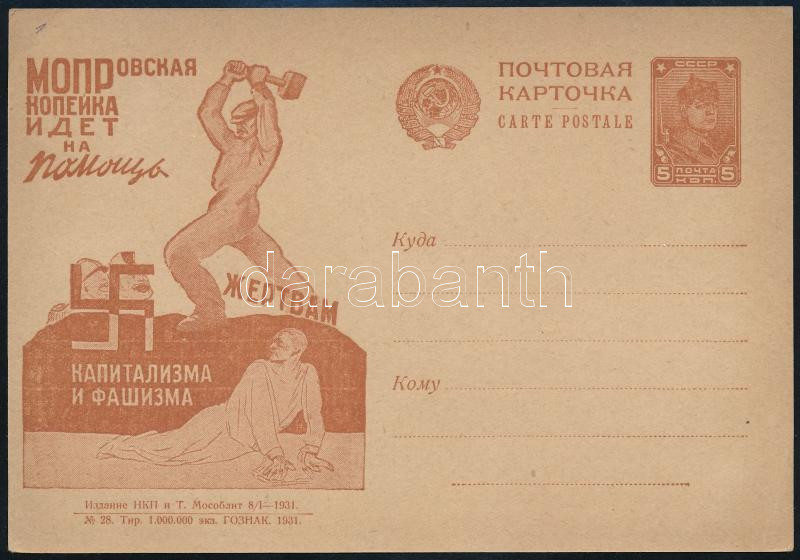 МОПРОВСКАЯ
КОПЕЙКА
ИДЕТ
НА
Помощь
ЖЕРТВАМ
КАПИТАЛИЗМА
И ФАШИЗМА
Издание НКП и Т. Мособлит 8/I—1931.
№ 28. Тир. 1.000.000 экз. ГОЗНАК. 1931.
ПОЧТОВАЯ
КАРТОЧКА
CARTE POSTALE
СССР
5 ПОЧТА 5
КОП.
Куда
Кому
darabanth